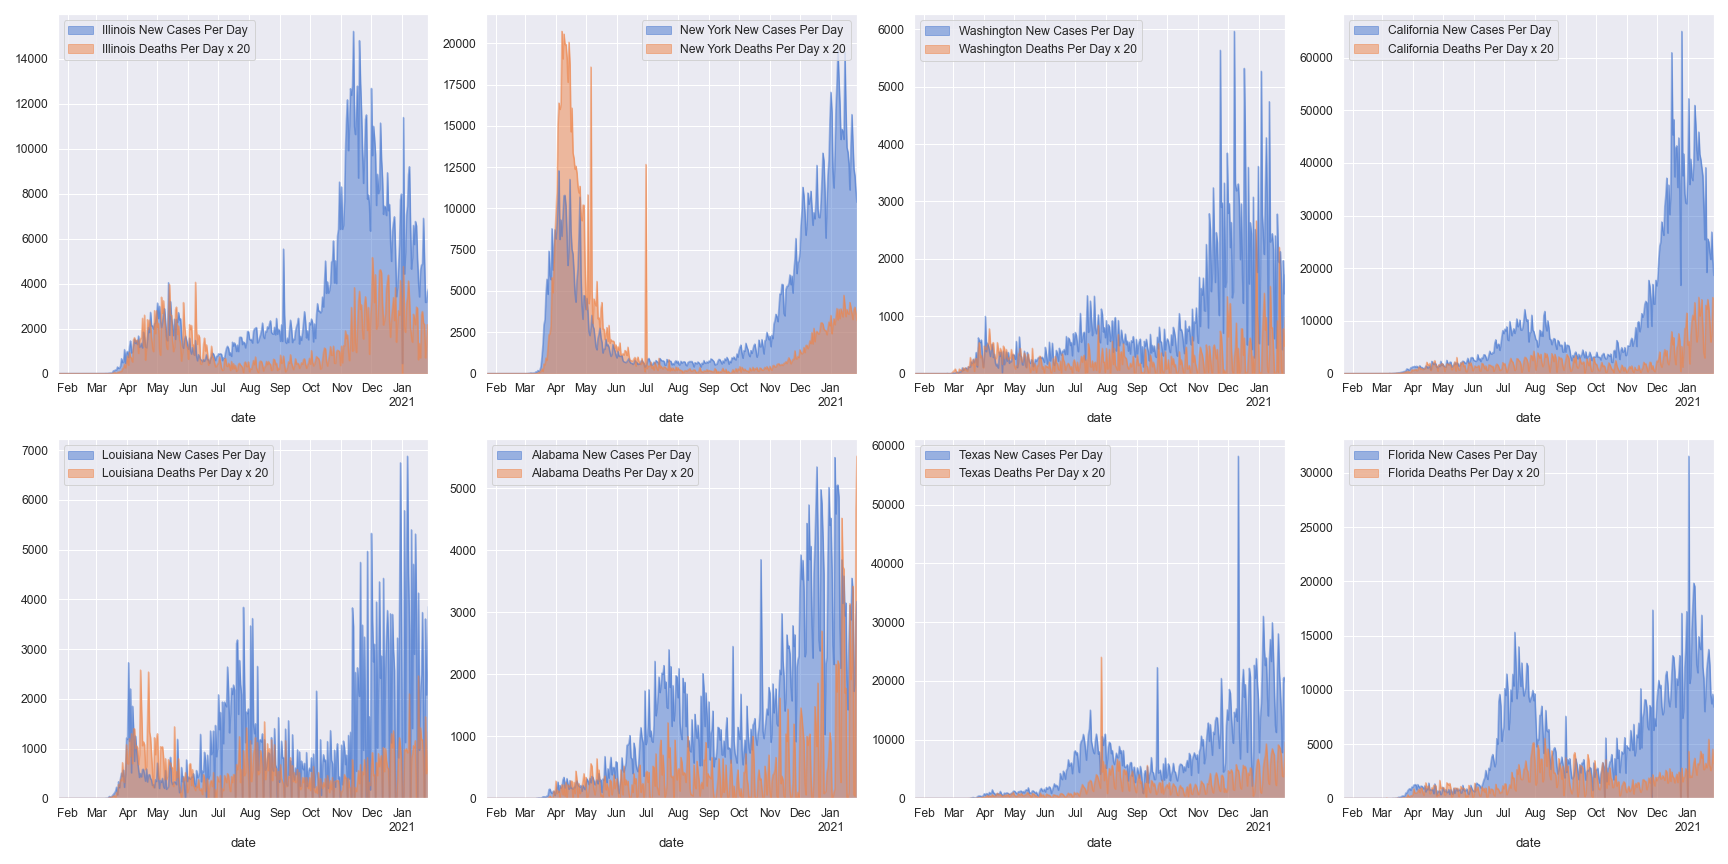 Illinois New Cases Per Day
Illinois Deaths Per Day x 20
14000
12000
10000
8000
6000
4000
2000
0
Feb Mar Apr May Jun Jul Aug Sep Oct Nov Dec Jan
2021
date
New York New Cases Per Day
New York Deaths Per Day x 20
20000
17500
15000
12500
10000
7500
5000
2500
0
Feb Mar Apr May Jun Jul Aug Sep Oct Nov Dec Jan
2021
date
Washington New Cases Per Day
Washington Deaths Per Day x 20
6000
5000
4000
3000
2000
1000
0
Feb Mar Apr May Jun Jul Aug Sep Oct Nov Dec Jan
2021
date
California New Cases Per Day
California Deaths Per Day x 20
60000
50000
40000
30000
20000
10000
0
Feb Mar Apr May Jun Jul Aug Sep Oct Nov Dec Jan
2021
date
Louisiana New Cases Per Day
Louisiana Deaths Per Day x 20
7000
6000
5000
4000
3000
2000
1000
0
Feb Mar Apr May Jun Jul Aug Sep Oct Nov Dec Jan
2021
date
Alabama New Cases Per Day
Alabama Deaths Per Day x 20
5000
4000
3000
2000
1000
0
Feb Mar Apr May Jun Jul Aug Sep Oct Nov Dec Jan
2021
date
Texas New Cases Per Day
Texas Deaths Per Day x 20
60000
50000
40000
30000
20000
10000
0
Feb Mar Apr May Jun Jul Aug Sep Oct Nov Dec Jan
2021
date
Florida New Cases Per Day
Florida Deaths Per Day x 20
30000
25000
20000
15000
10000
5000
0
Feb Mar Apr May Jun Jul Aug Sep Oct Nov Dec Jan
2021
date